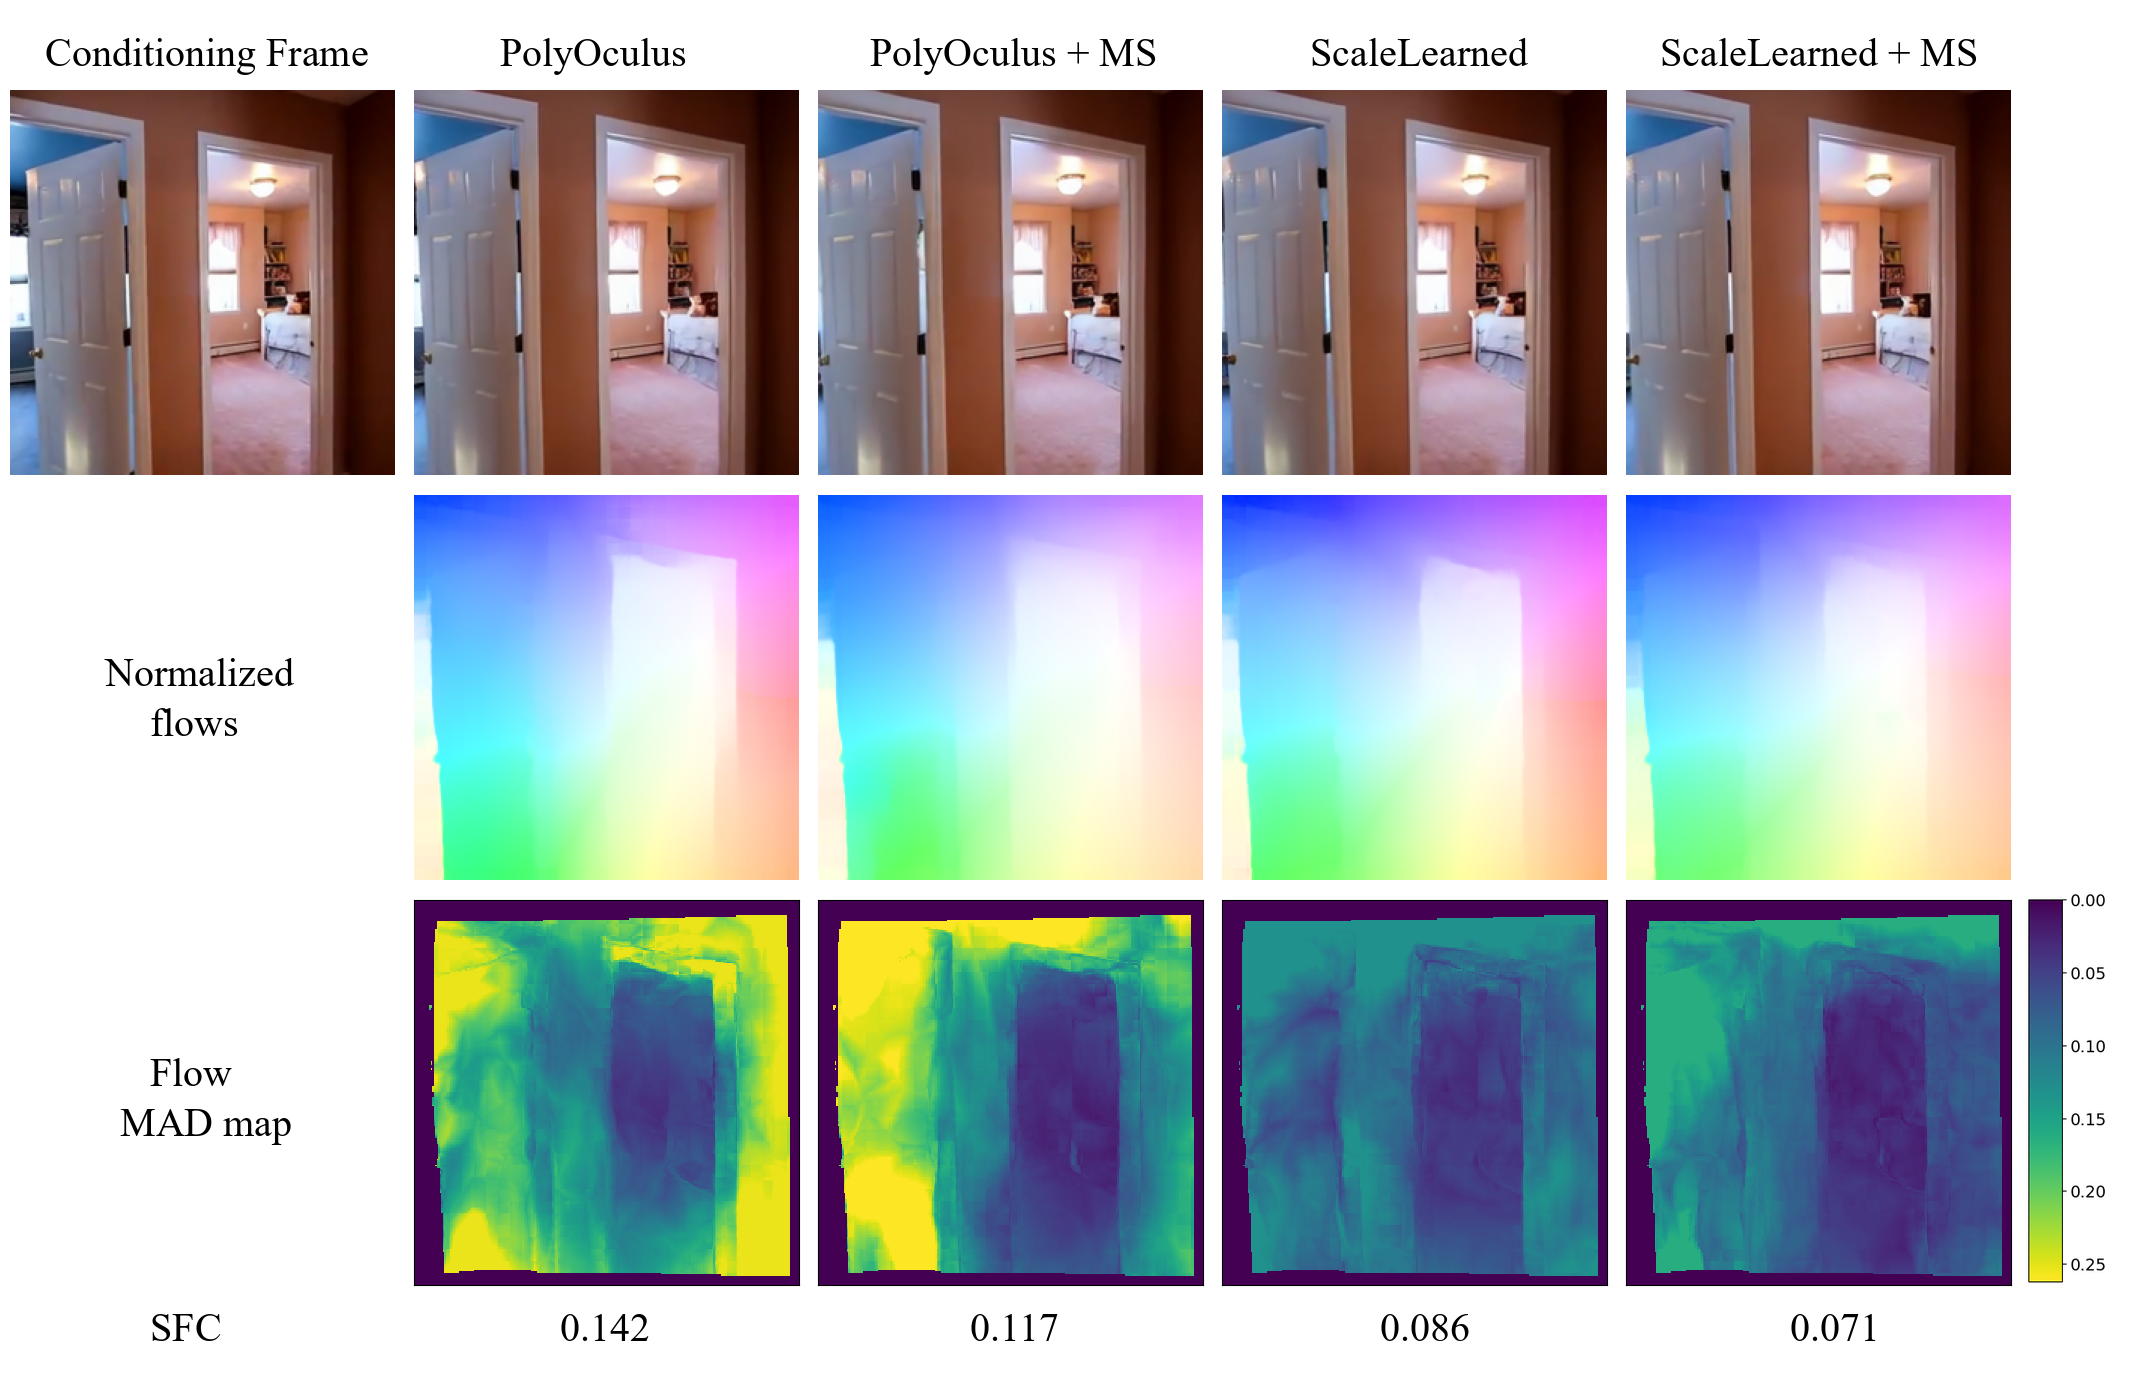 Conditioning Frame
PolyOculus
PolyOculus + MS
ScaleLearned
ScaleLearned + MS
Normalized
flows
Flow
MAD map
0.00
0.05
0.10
0.15
0.20
0.25
SFC
0.142
0.117
0.086
0.071